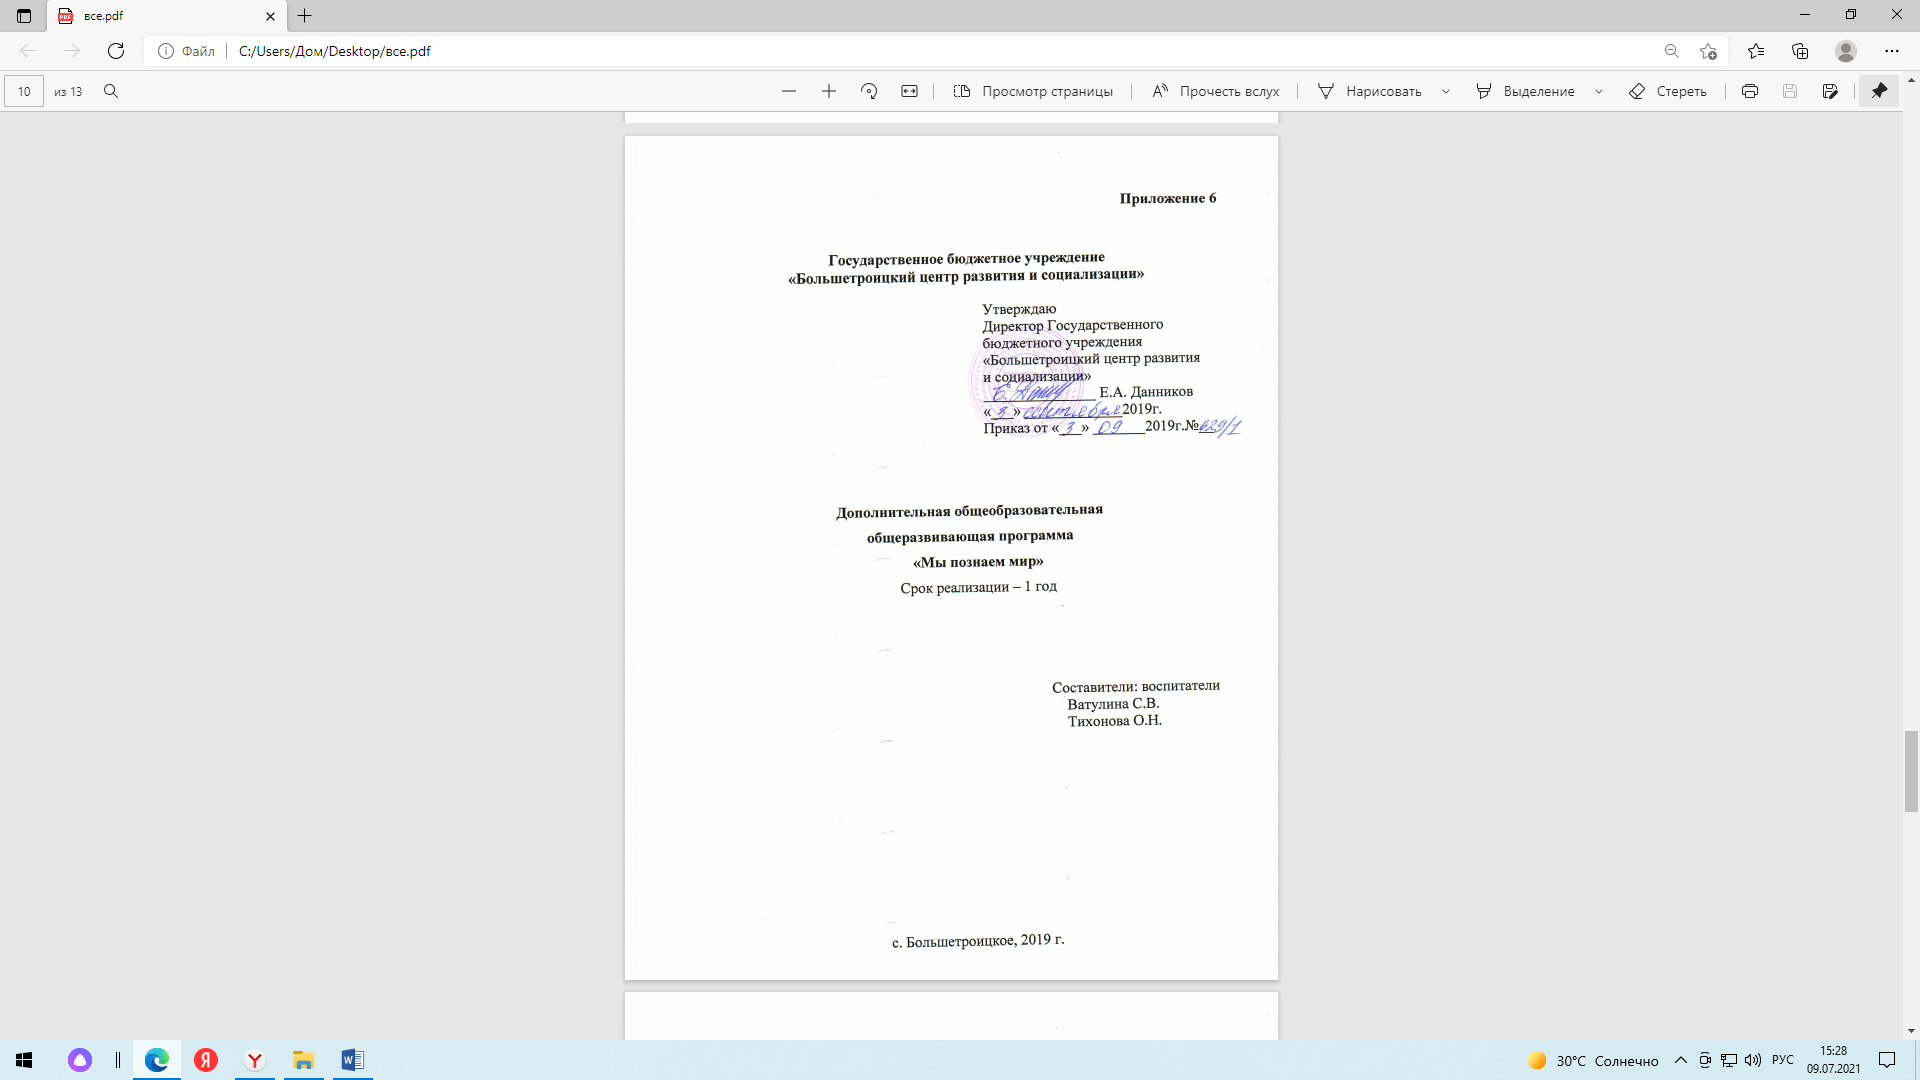 все.pdf
Файл
C:/Users/Дом/Desktop/все.pdf
10 из 13
Просмотр страницы
Прочесть вслух
Нарисовать
Выделение
Стереть
Приложение 6
Государственное бюджетное учреждение
«Большетроицкий центр развития и социализации»
Утверждаю
Директор Государственного
бюджетного учреждения
«Большетроицкий центр развития
и социализации»
Е.А. Данников
«3» сентября 2019г.
Приказ от «3» 09 2019г.№ 629/1
Дополнительная общеобразовательная
общеразвивающая программа
«Мы познаем мир»
Срок реализации – 1 год
Составители: воспитатели
Ватулина С.В.
Тихонова О.Н.
с. Большетроицкое, 2019 г.
30°C Солнечно
РУС
15:28
09.07.2021